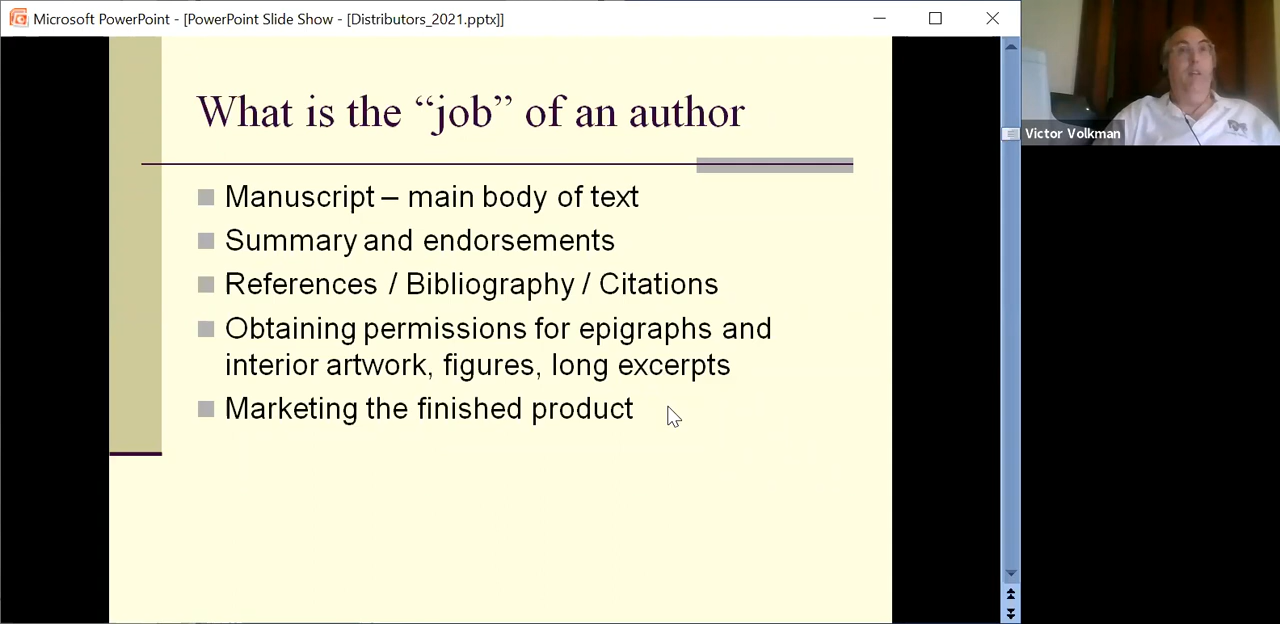 Microsoft PowerPoint - [PowerPoint Slide Show - [Distributors_2021.pptx]]
What is the “job” of an author
Manuscript – main body of text
Summary and endorsements
References / Bibliography / Citations
Obtaining permissions for epigraphs and
interior artwork, figures, long excerpts
Marketing the finished product
Victor Volkman